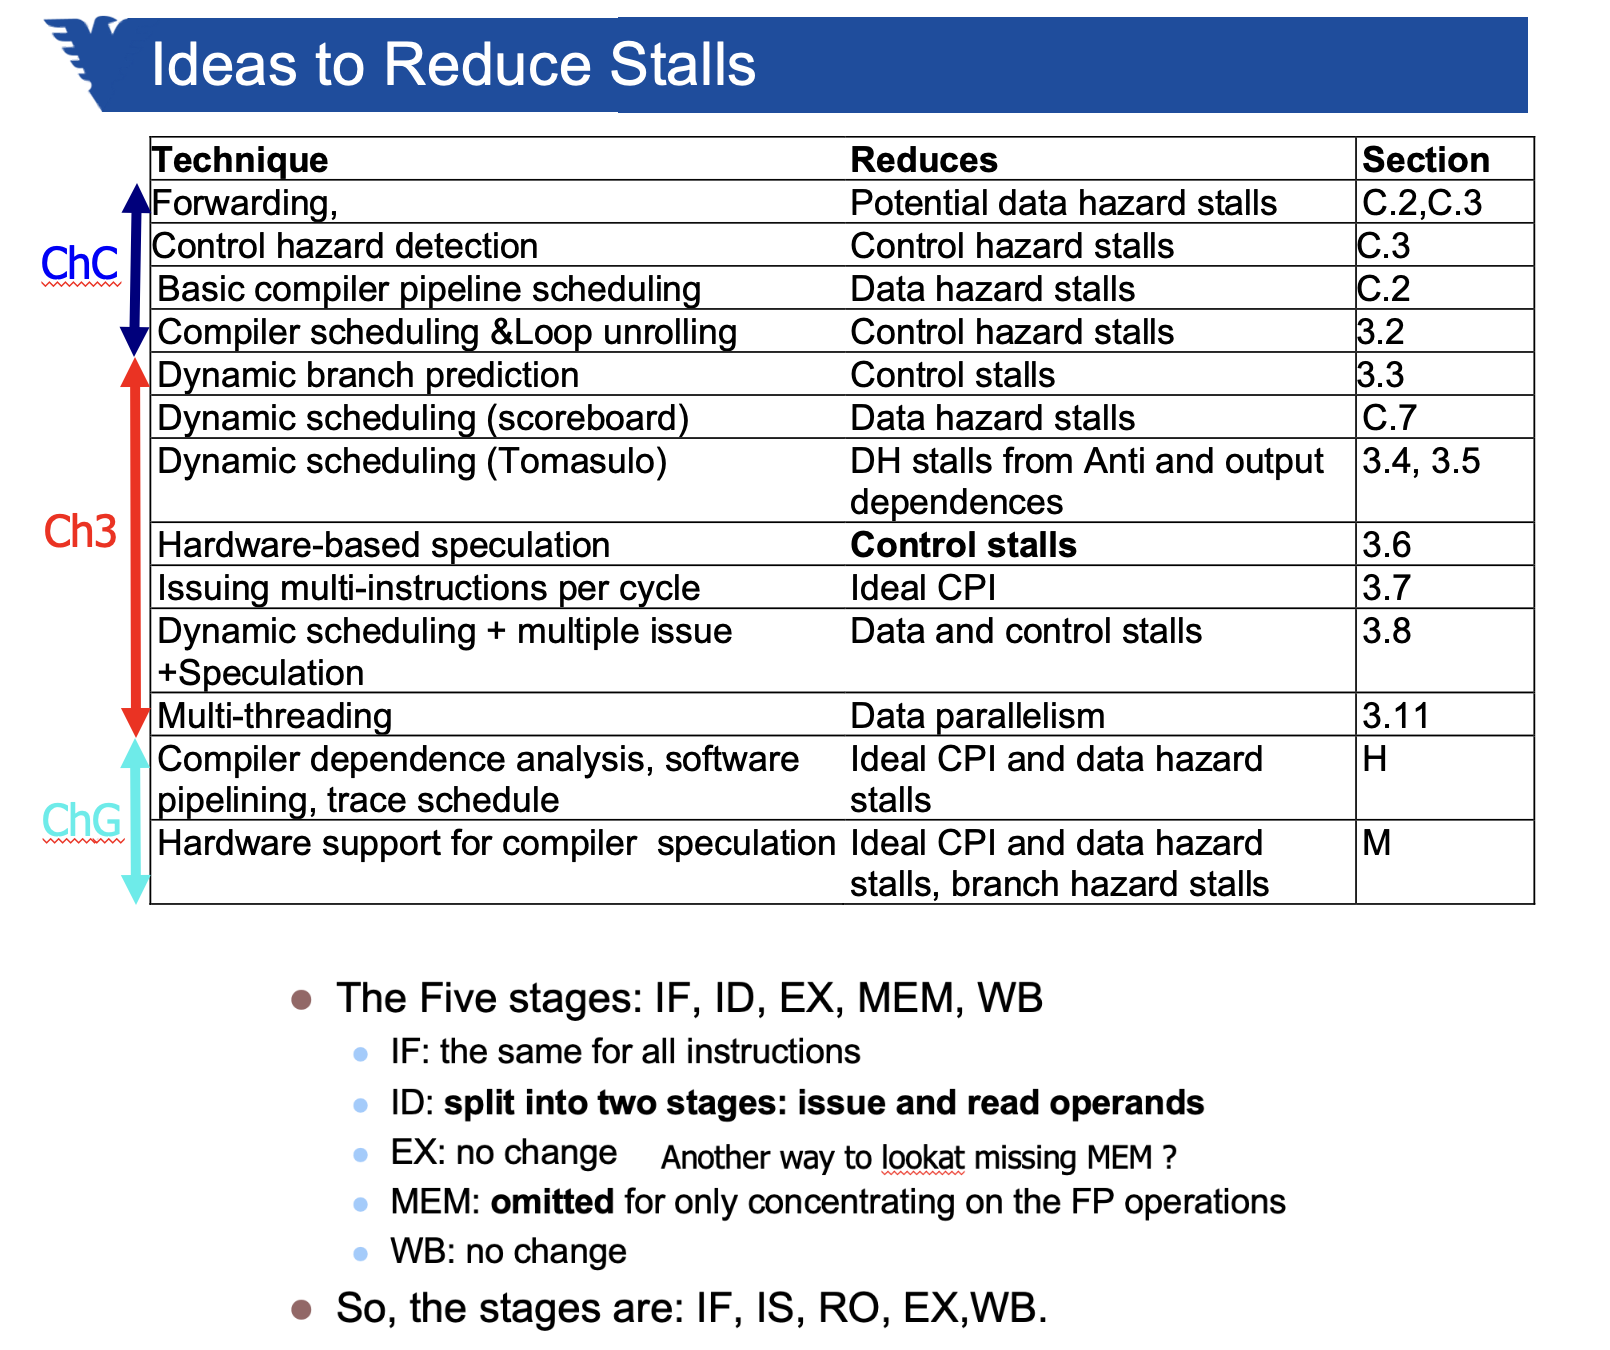 Ideas to Reduce Stalls
Technique Reduces Section
Forwarding, Potential data hazard stalls C.2,C.3
Control hazard detection Control hazard stalls C.3
ChC
Basic compiler pipeline scheduling Data hazard stalls C.2
Compiler scheduling &Loop unrolling Control hazard stalls 3.2
Dynamic branch prediction Control stalls 3.3
Dynamic scheduling (scoreboard) Data hazard stalls C.7
Dynamic scheduling (Tomasulo) DH stalls from Anti and output 3.4, 3.5
dependences
Ch3
Hardware-based speculation Control stalls 3.6
Issuing multi-instructions per cycle Ideal CPI 3.7
Dynamic scheduling + multiple issue Data and control stalls 3.8
+Speculation
Multi-threading Data parallelism 3.11
Compiler dependence analysis, software Ideal CPI and data hazard H
pipelining, trace schedule stalls
ChG
Hardware support for compiler speculation Ideal CPI and data hazard M
stalls, branch hazard stalls
The Five stages: IF, ID, EX, MEM, WB
IF: the same for all instructions
ID: split into two stages: issue and read operands
EX: no change Another way to lookat missing MEM ?
MEM: omitted for only concentrating on the FP operations
WB: no change
So, the stages are: IF, IS, RO, EX,WB.